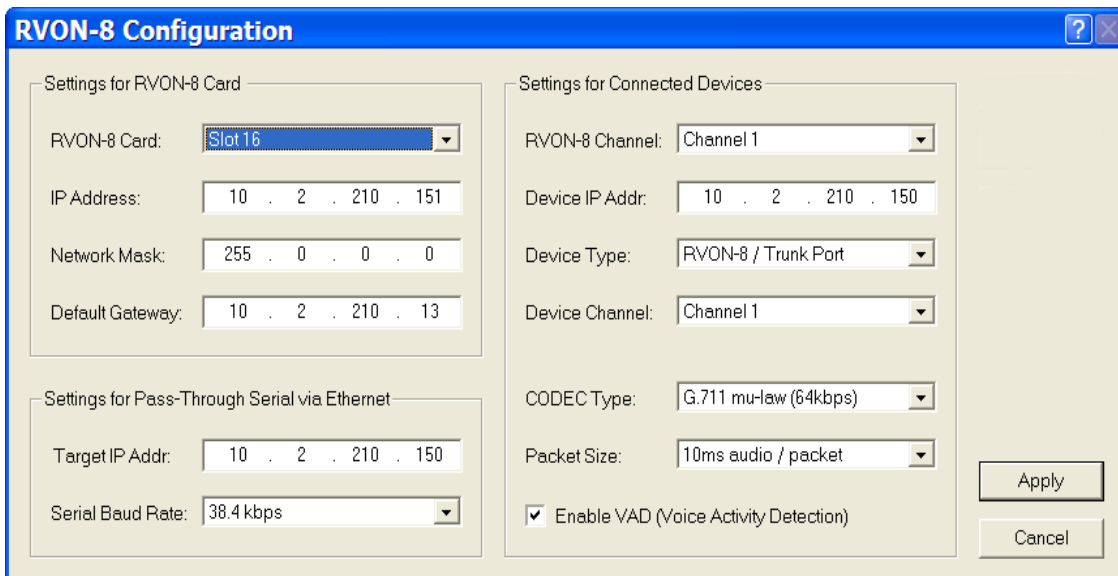 RVON-8 Configuration
?
Settings for RVON-8 Card
RVON-8 Card: Slot 16
IP Address: 10 . 2 . 210 . 151
Network Mask: 255 . 0 . 0 . 0
Default Gateway: 10 . 2 . 210 . 13
Settings for Pass-Through Serial via Ethernet
Target IP Addr: 10 . 2 . 210 . 150
Serial Baud Rate: 38.4 kbps
Settings for Connected Devices
RVON-8 Channel: Channel 1
Device IP Addr: 10 . 2 . 210 . 150
Device Type: RVON-8 / Trunk Port
Device Channel: Channel 1
CODEC Type: G.711 mu-law (64kbps)
Packet Size: 10ms audio / packet
Enable VAD (Voice Activity Detection)
Apply
Cancel